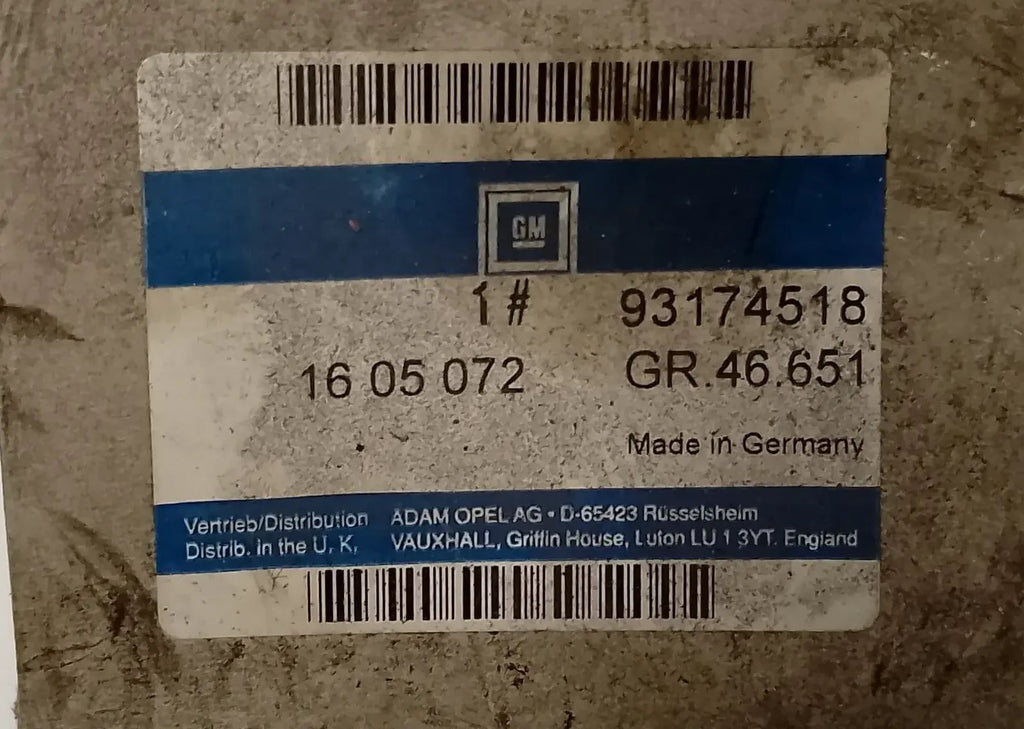 GM
1 # 93174518
16 05 072 GR.46.651
Made in Germany
Vertrieb/Distribution ADAM OPEL AG • D-65423 Rüsselsheim
Distrib. in the U. K. VAUXHALL, Griffin House, Luton LU 1 3YT. England